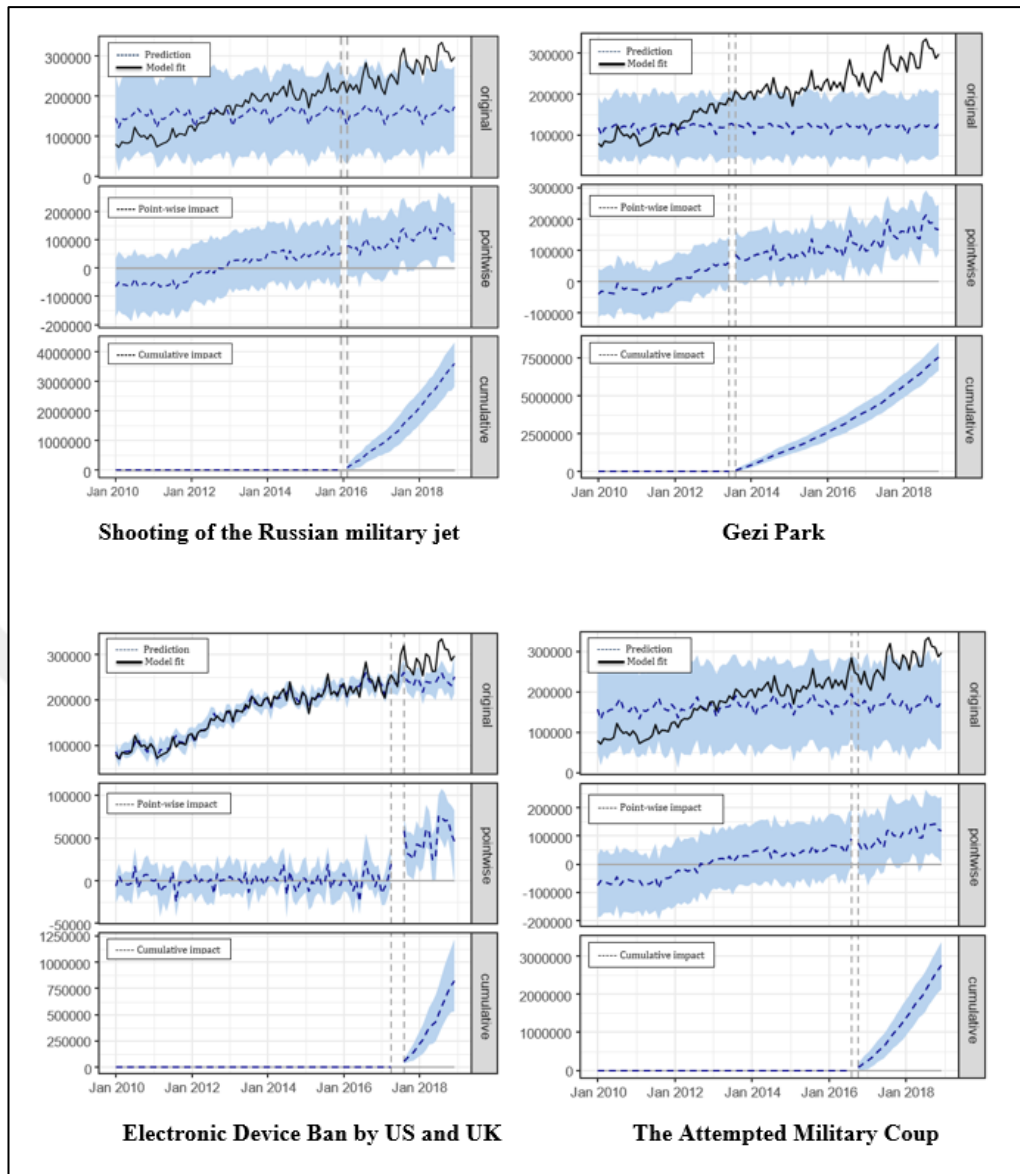 Prediction
Model fit
300000
200000
100000
0
original
Point-wise impact
200000
100000
0
-100000
-200000
pointwise
Cumulative impact
4000000
3000000
2000000
1000000
0
cumulative
Jan 2010 Jan 2012 Jan 2014 Jan 2016 Jan 2018
Shooting of the Russian military jet
Prediction
Model fit
300000
200000
100000
0
original
Point-wise impact
300000
200000
100000
0
-100000
pointwise
Cumulative impact
7500000
5000000
2500000
0
cumulative
Jan 2010 Jan 2012 Jan 2014 Jan 2016 Jan 2018
Gezi Park
Prediction
Model fit
300000
200000
100000
original
Point-wise impact
100000
50000
0
-50000
pointwise
Cumulative impact
1250000
1000000
750000
500000
250000
0
cumulative
Jan 2010 Jan 2012 Jan 2014 Jan 2016 Jan 2018
Electronic Device Ban by US and UK
Prediction
Model fit
300000
200000
100000
0
original
Point-wise impact
200000
100000
0
-100000
-200000
pointwise
Cumulative impact
3000000
2000000
1000000
0
cumulative
Jan 2010 Jan 2012 Jan 2014 Jan 2016 Jan 2018
The Attempted Military Coup